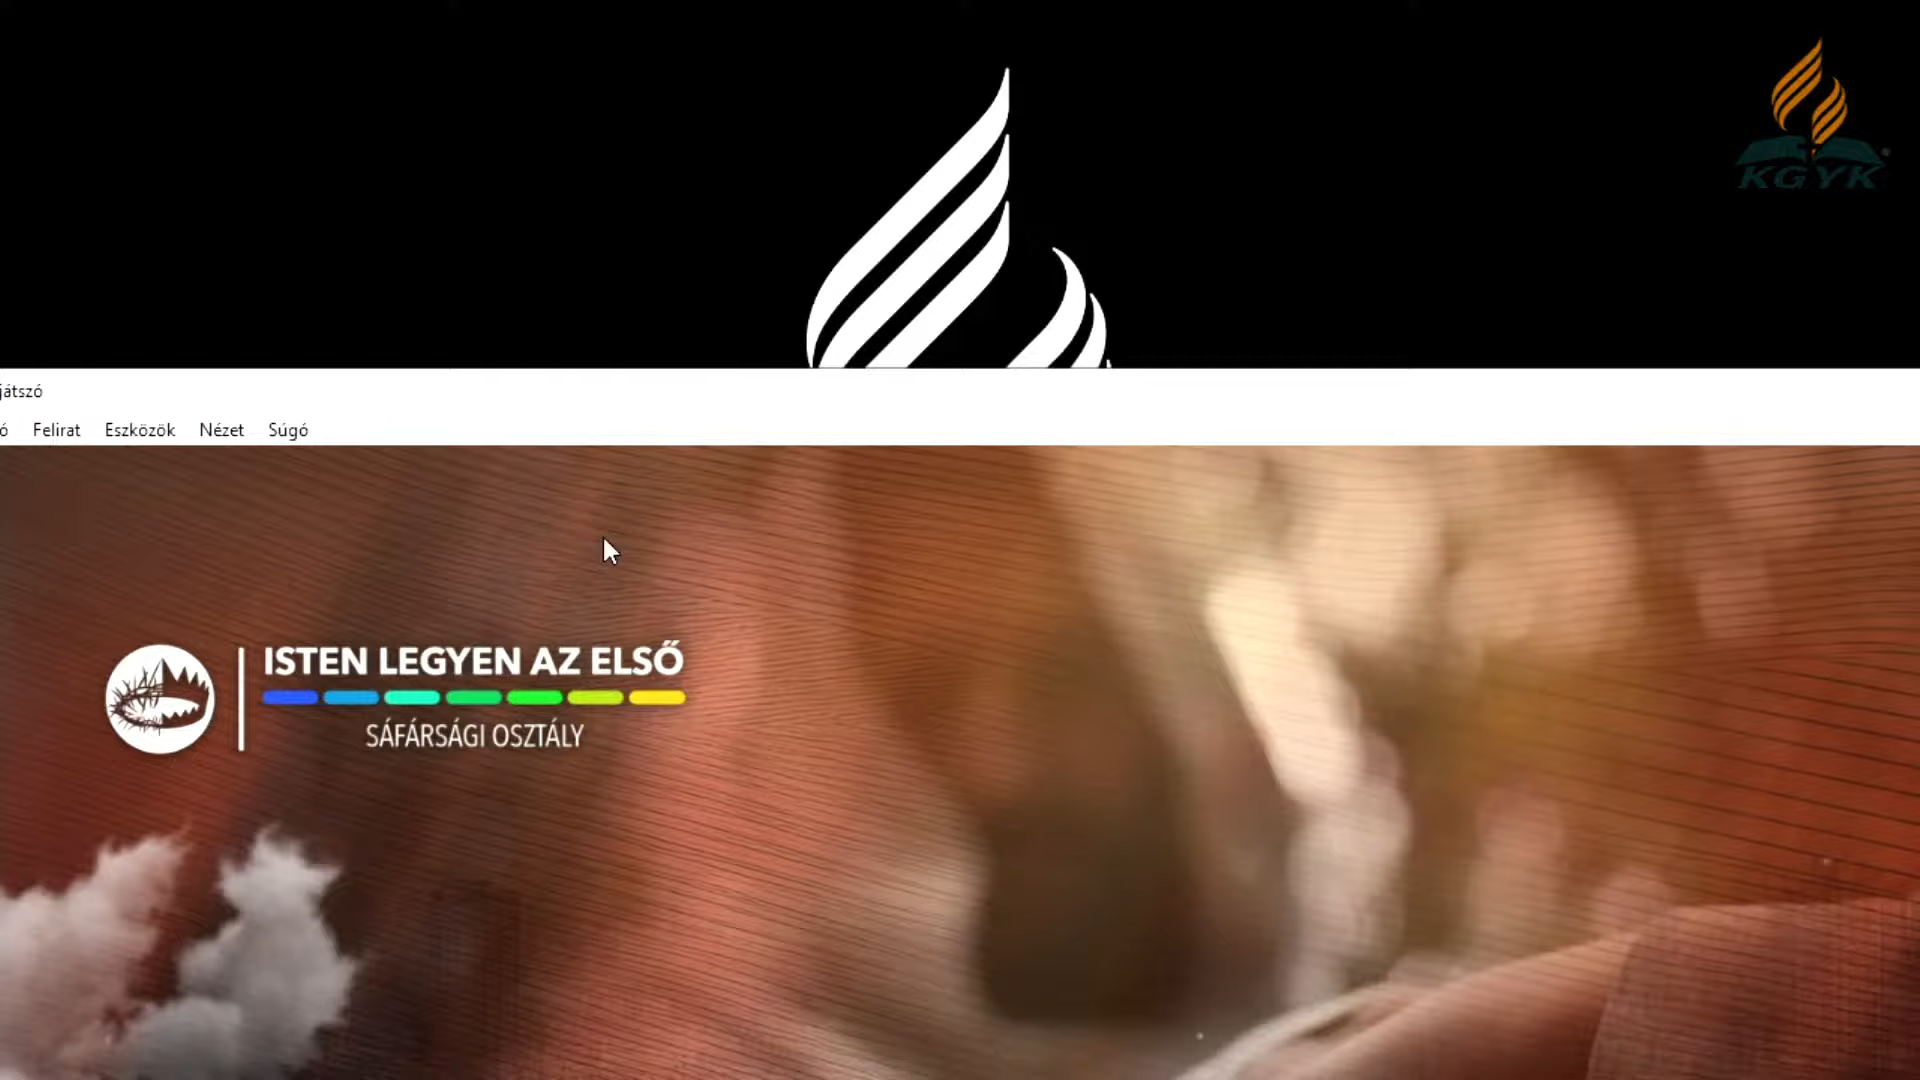 KGYK
játszó
ó Felirat Eszközök Nézet Súgó
ISTEN LEGYEN AZ ELSŐ
SÁFÁRSÁGI OSZTÁLY